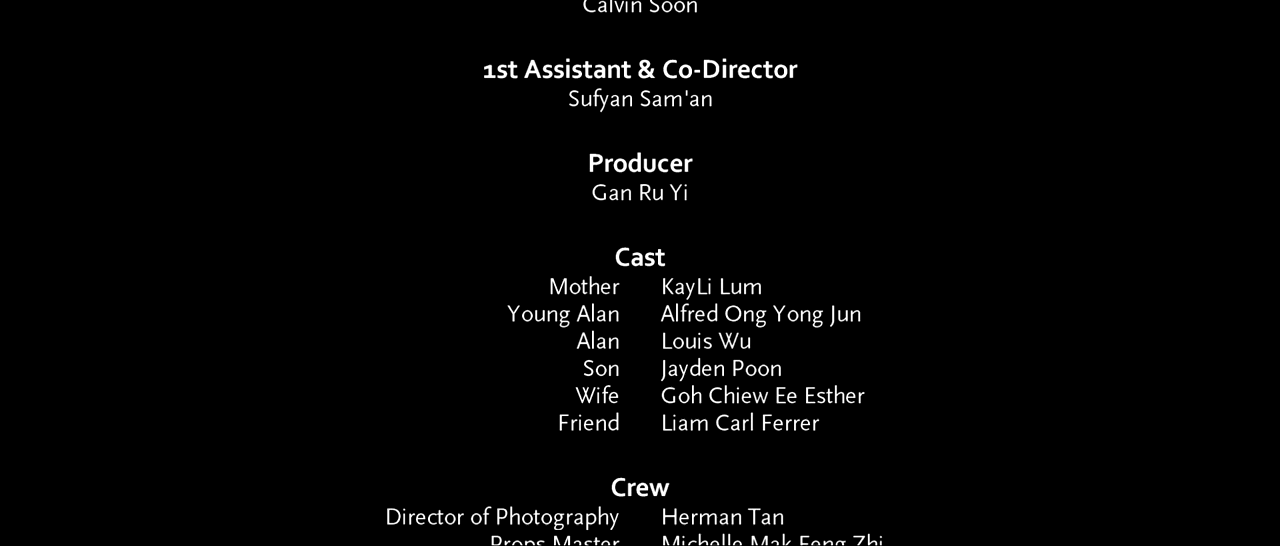 Calvin Soon
1st Assistant & Co-Director
Sufyan Sam'an
Producer
Gan Ru Yi
Cast
Mother KayLi Lum
Young Alan Alfred Ong Yong Jun
Alan Louis Wu
Son Jayden Poon
Wife Goh Chiew Ee Esther
Friend Liam Carl Ferrer
Crew
Director of Photography Herman Tan
Props Master Michelle Mak Feng Zhi